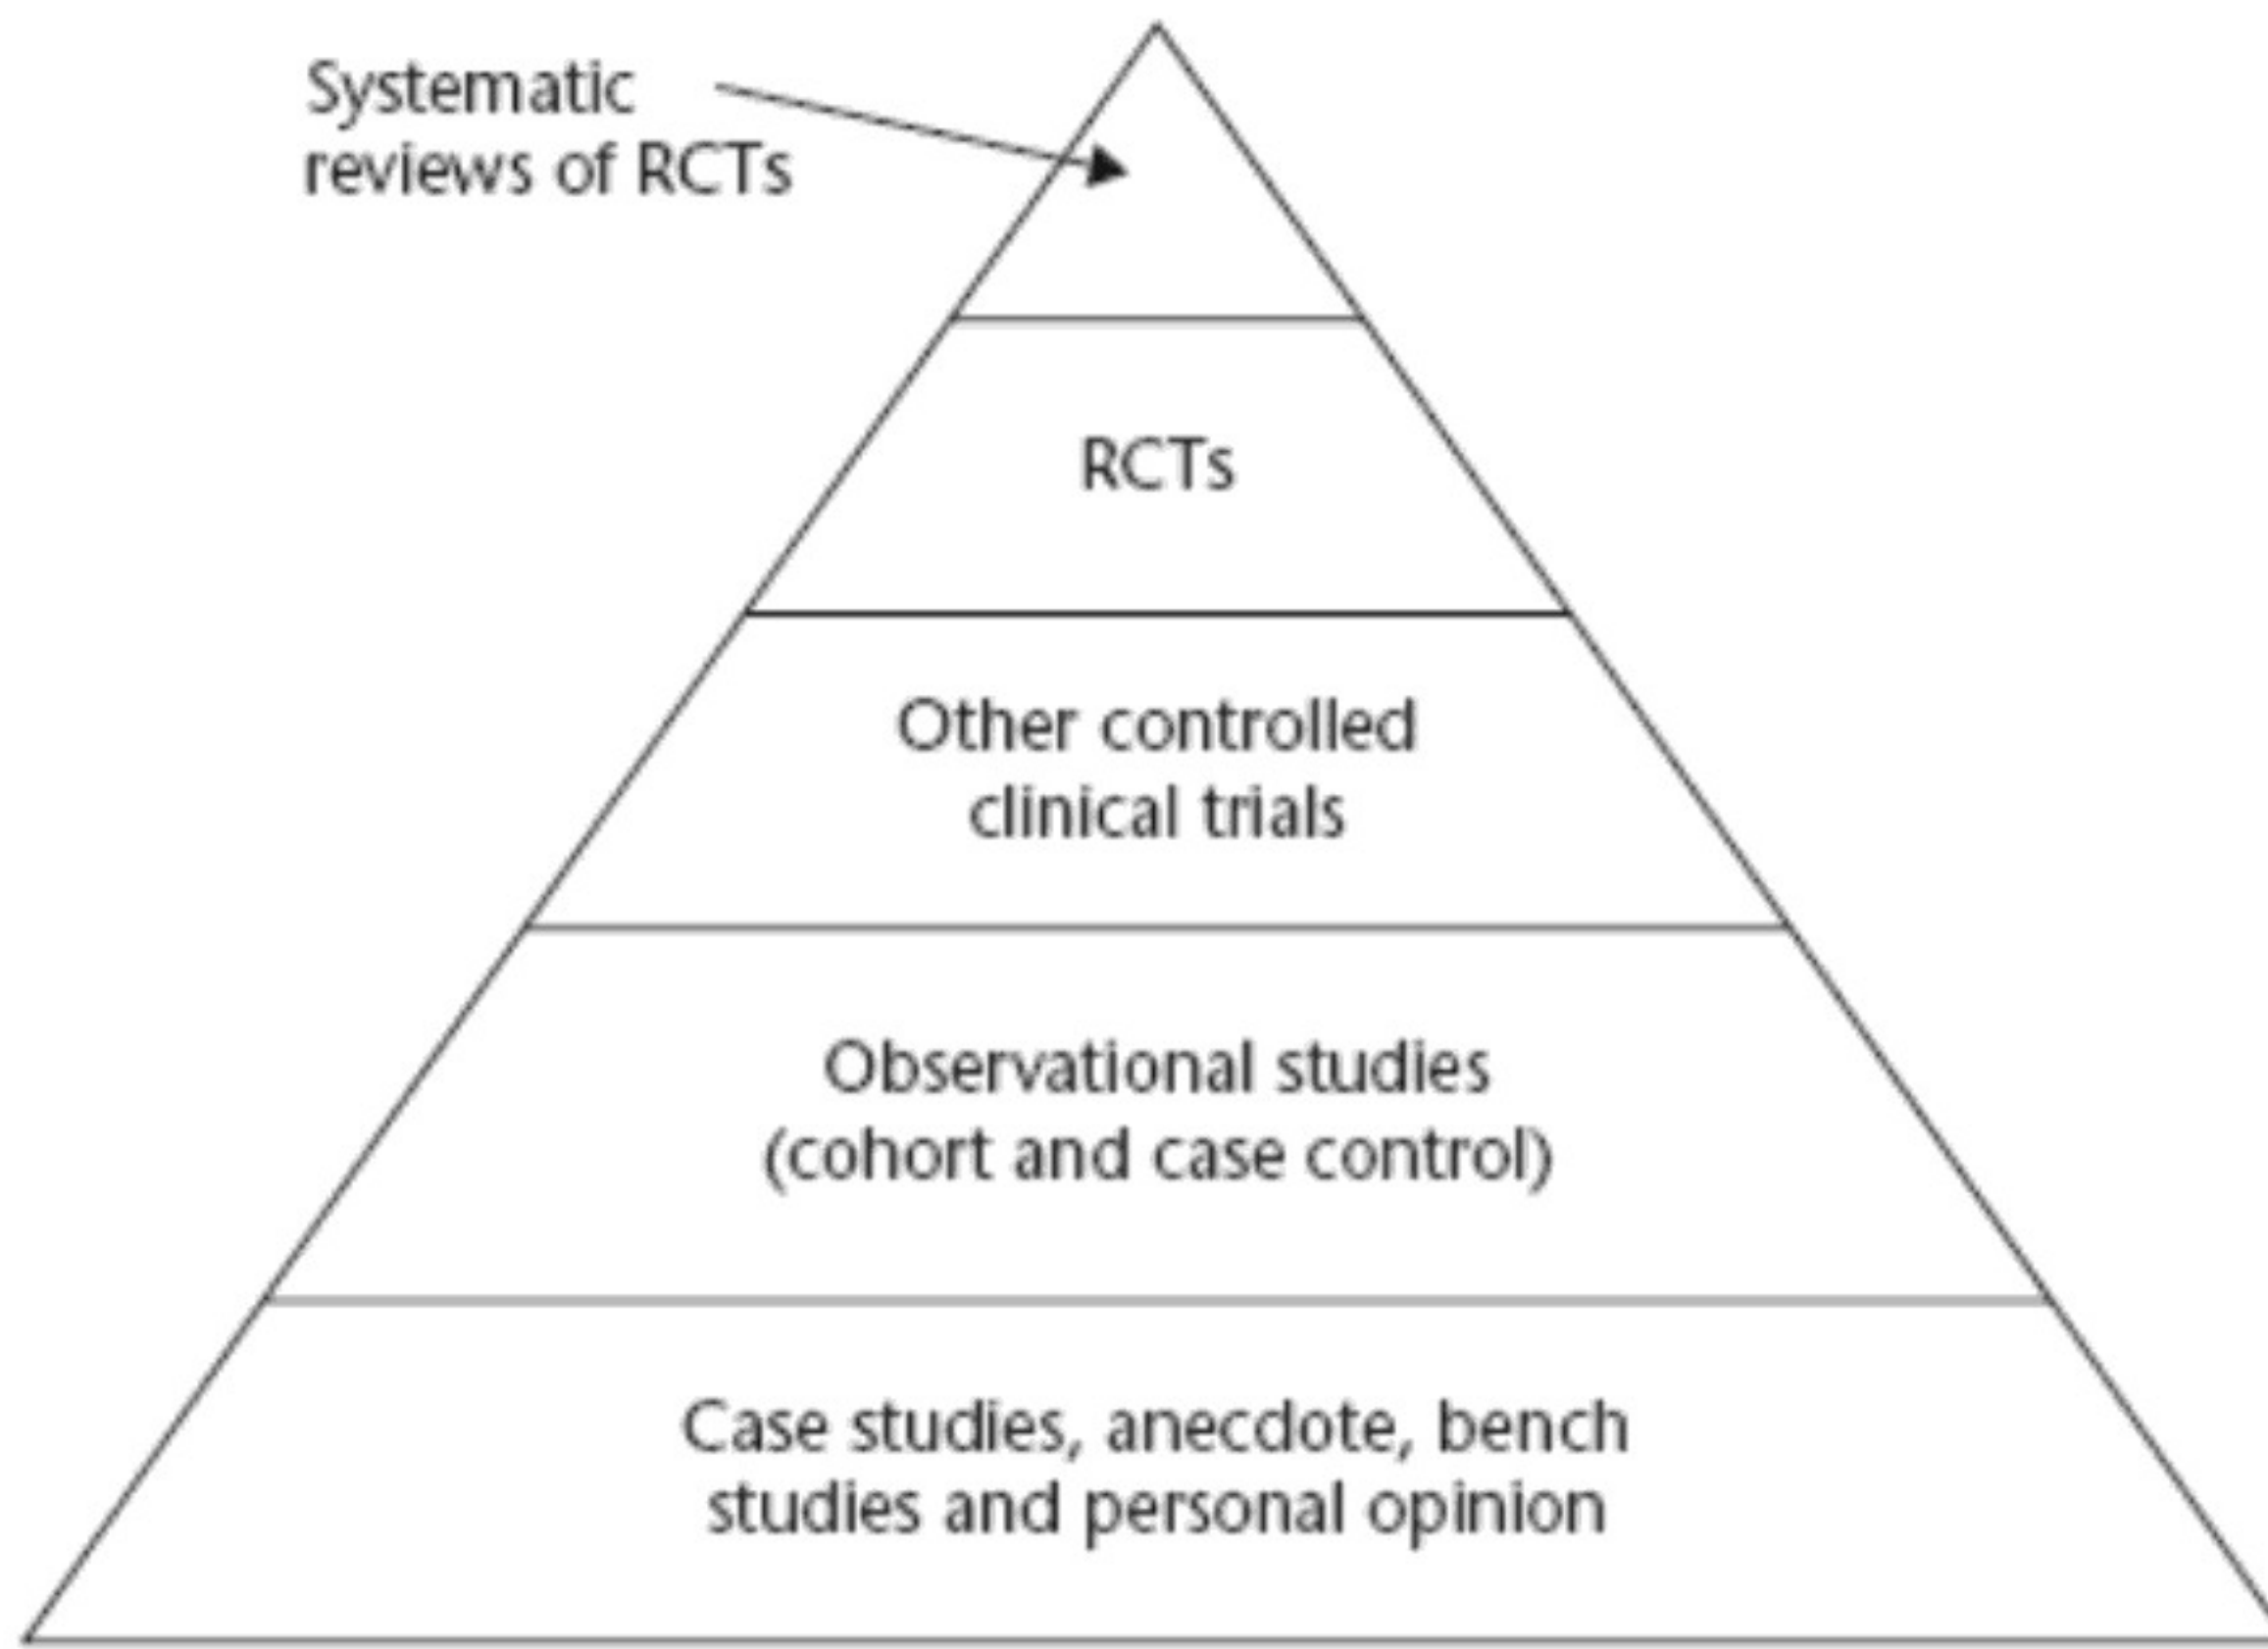 Systematic
reviews of RCTs
RCTs
Other controlled
clinical trials
Observational studies
(cohort and case control)
Case studies, anecdote, bench
studies and personal opinion